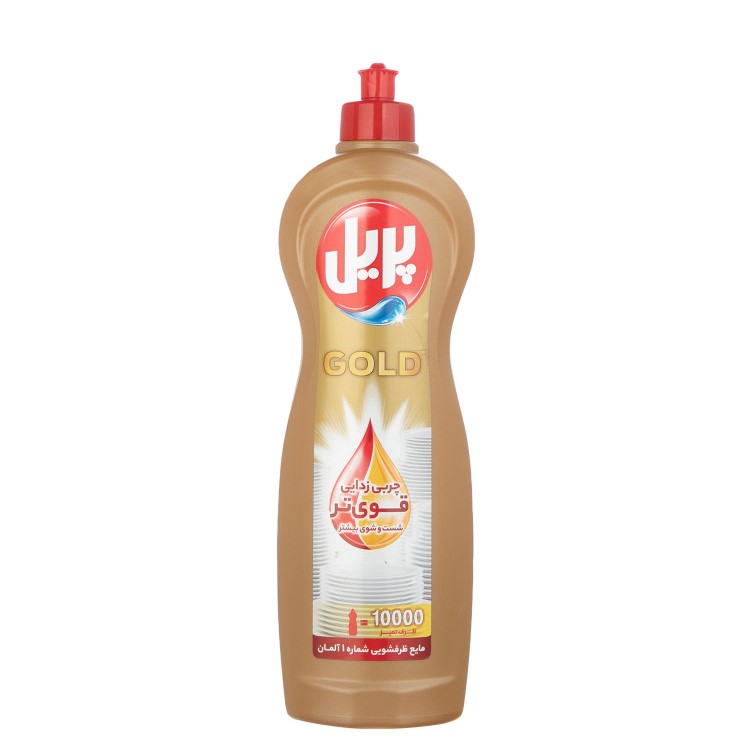 پریل
GOLD
چربی زدایی
قوی‌تر
شست و شوی بیشتر
= 10000
ظرف تمیز
مایع ظرفشویی شماره ۱ آلمان